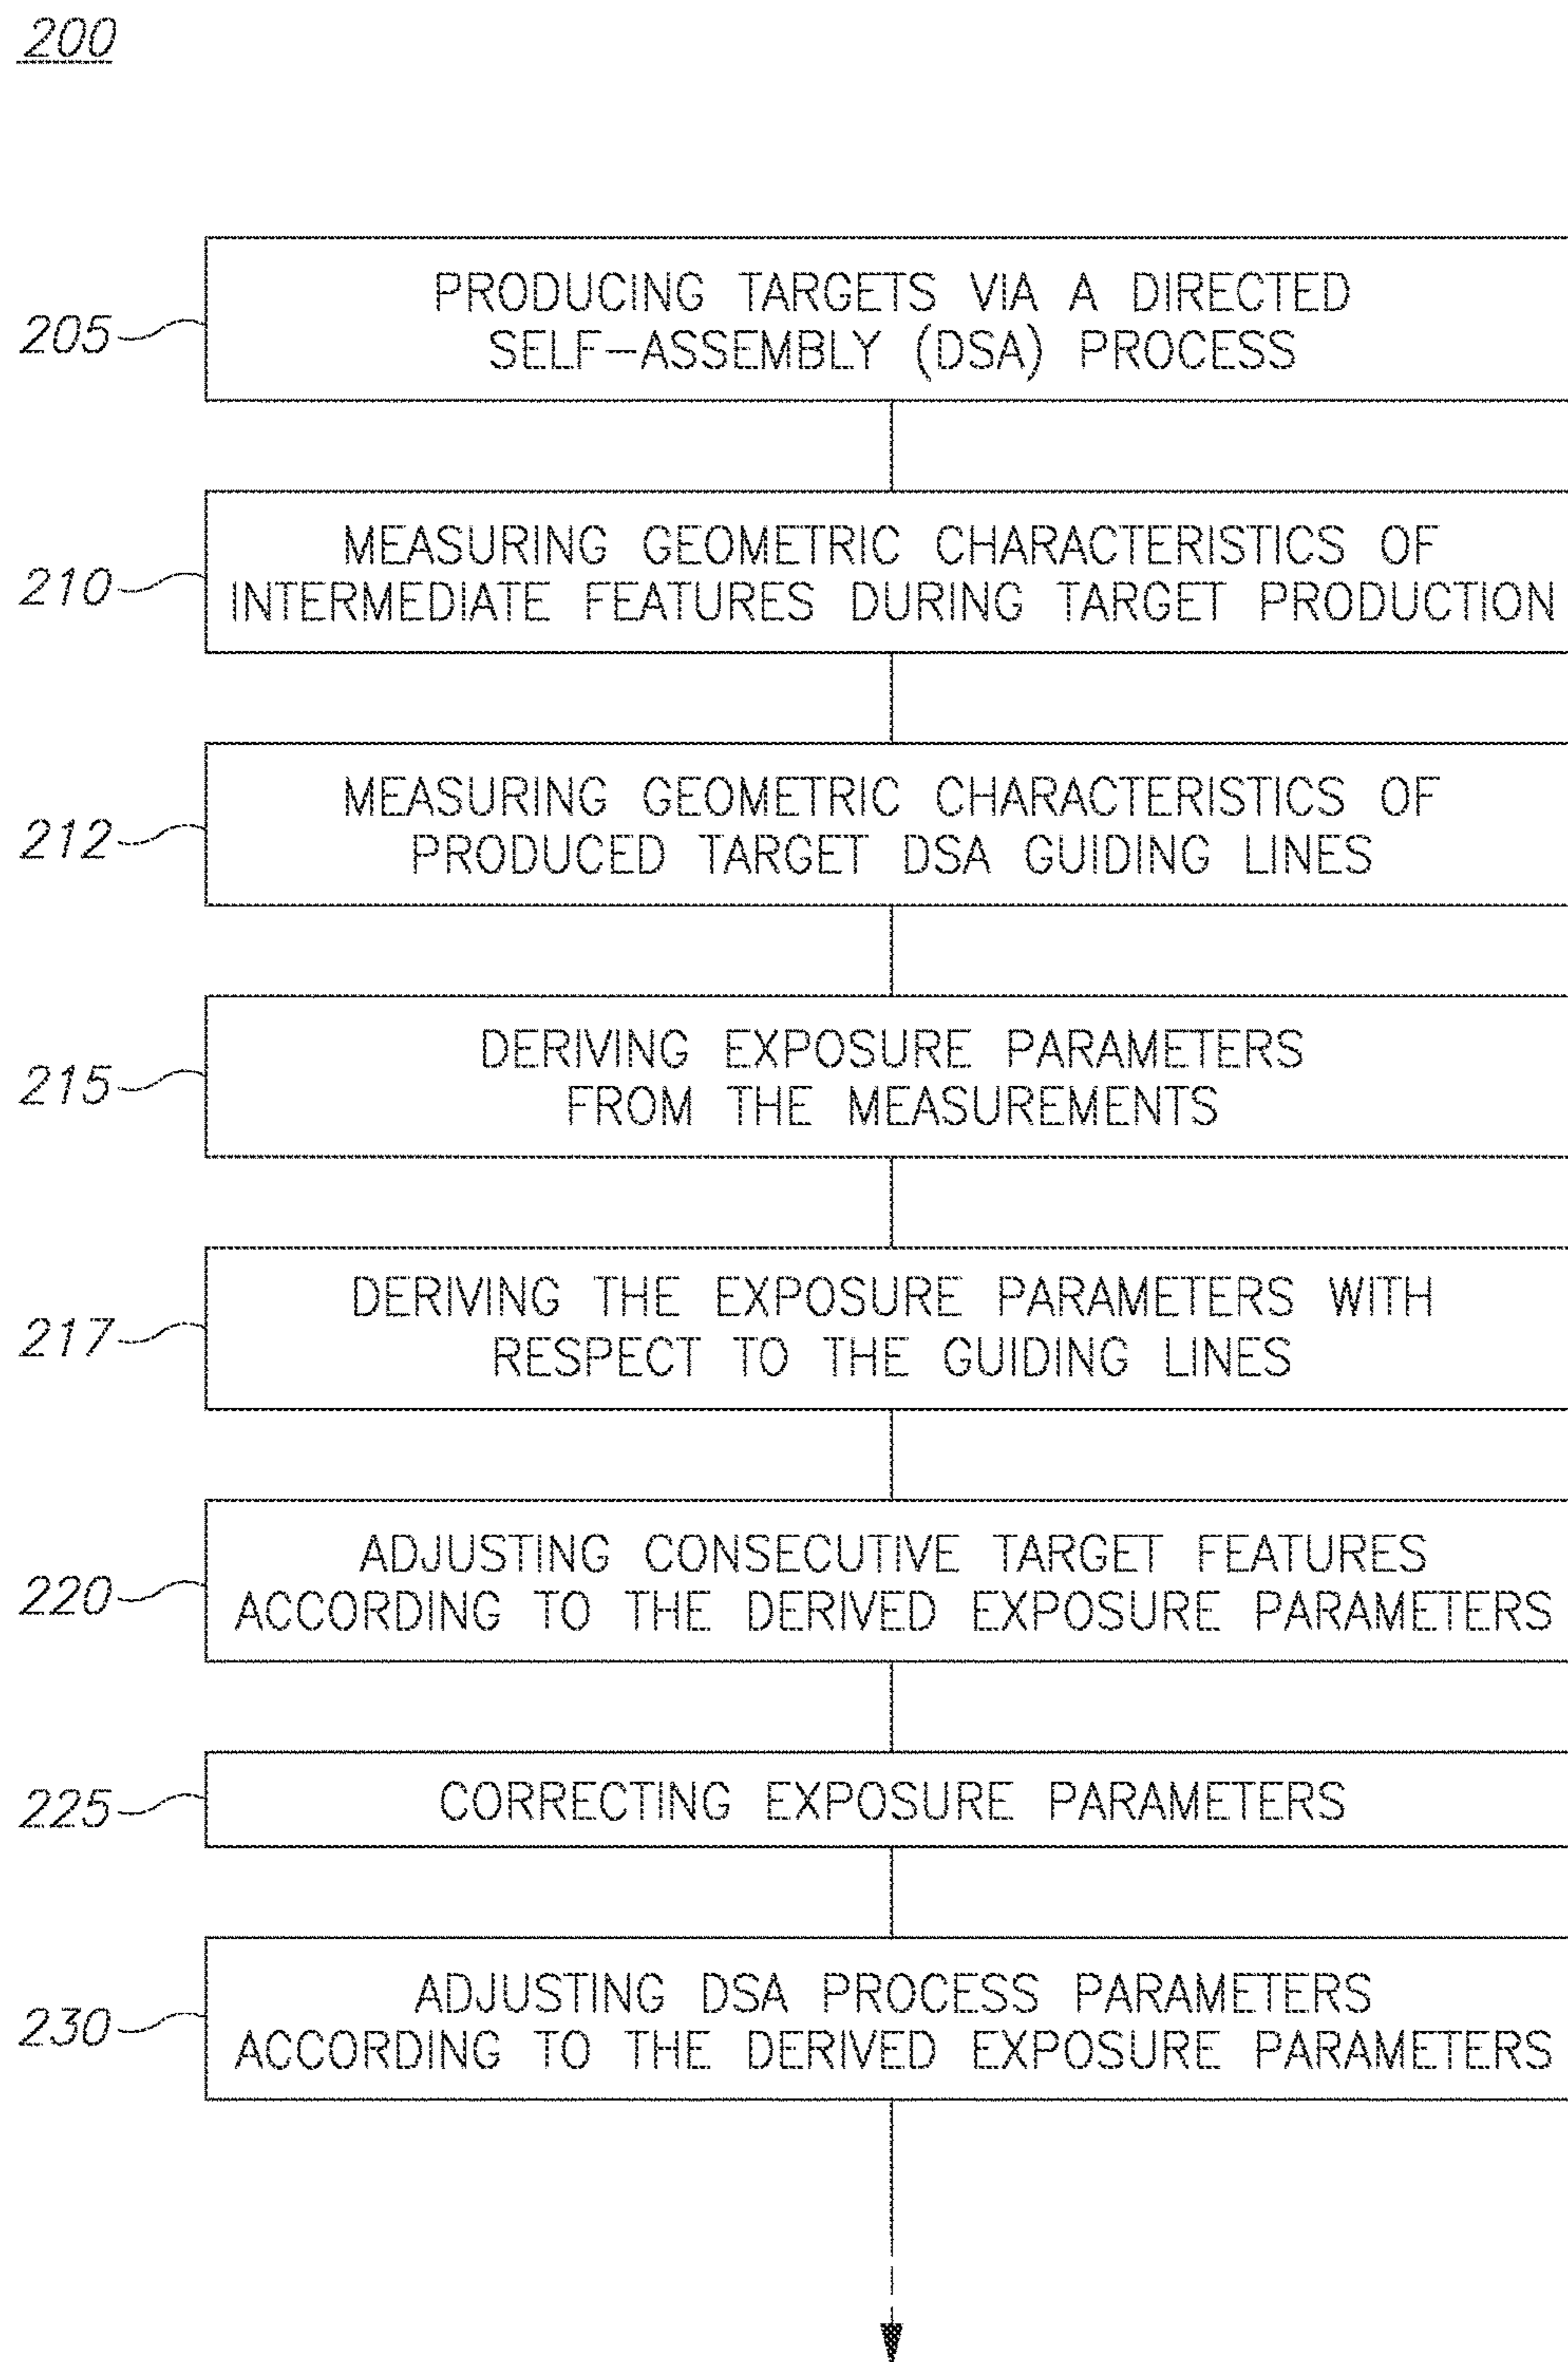 200
205
PRODUCING TARGETS VIA A DIRECTED
SELF-ASSEMBLY (DSA) PROCESS
210
MEASURING GEOMETRIC CHARACTERISTICS OF
INTERMEDIATE FEATURES DURING TARGET PRODUCTION
212
MEASURING GEOMETRIC CHARACTERISTICS OF
PRODUCED TARGET DSA GUIDING LINES
215
DERIVING EXPOSURE PARAMETERS
FROM THE MEASUREMENTS
217
DERIVING THE EXPOSURE PARAMETERS WITH
RESPECT TO THE GUIDING LINES
220
ADJUSTING CONSECUTIVE TARGET FEATURES
ACCORDING TO THE DERIVED EXPOSURE PARAMETERS
225
CORRECTING EXPOSURE PARAMETERS
230
ADJUSTING DSA PROCESS PARAMETERS
ACCORDING TO THE DERIVED EXPOSURE PARAMETERS